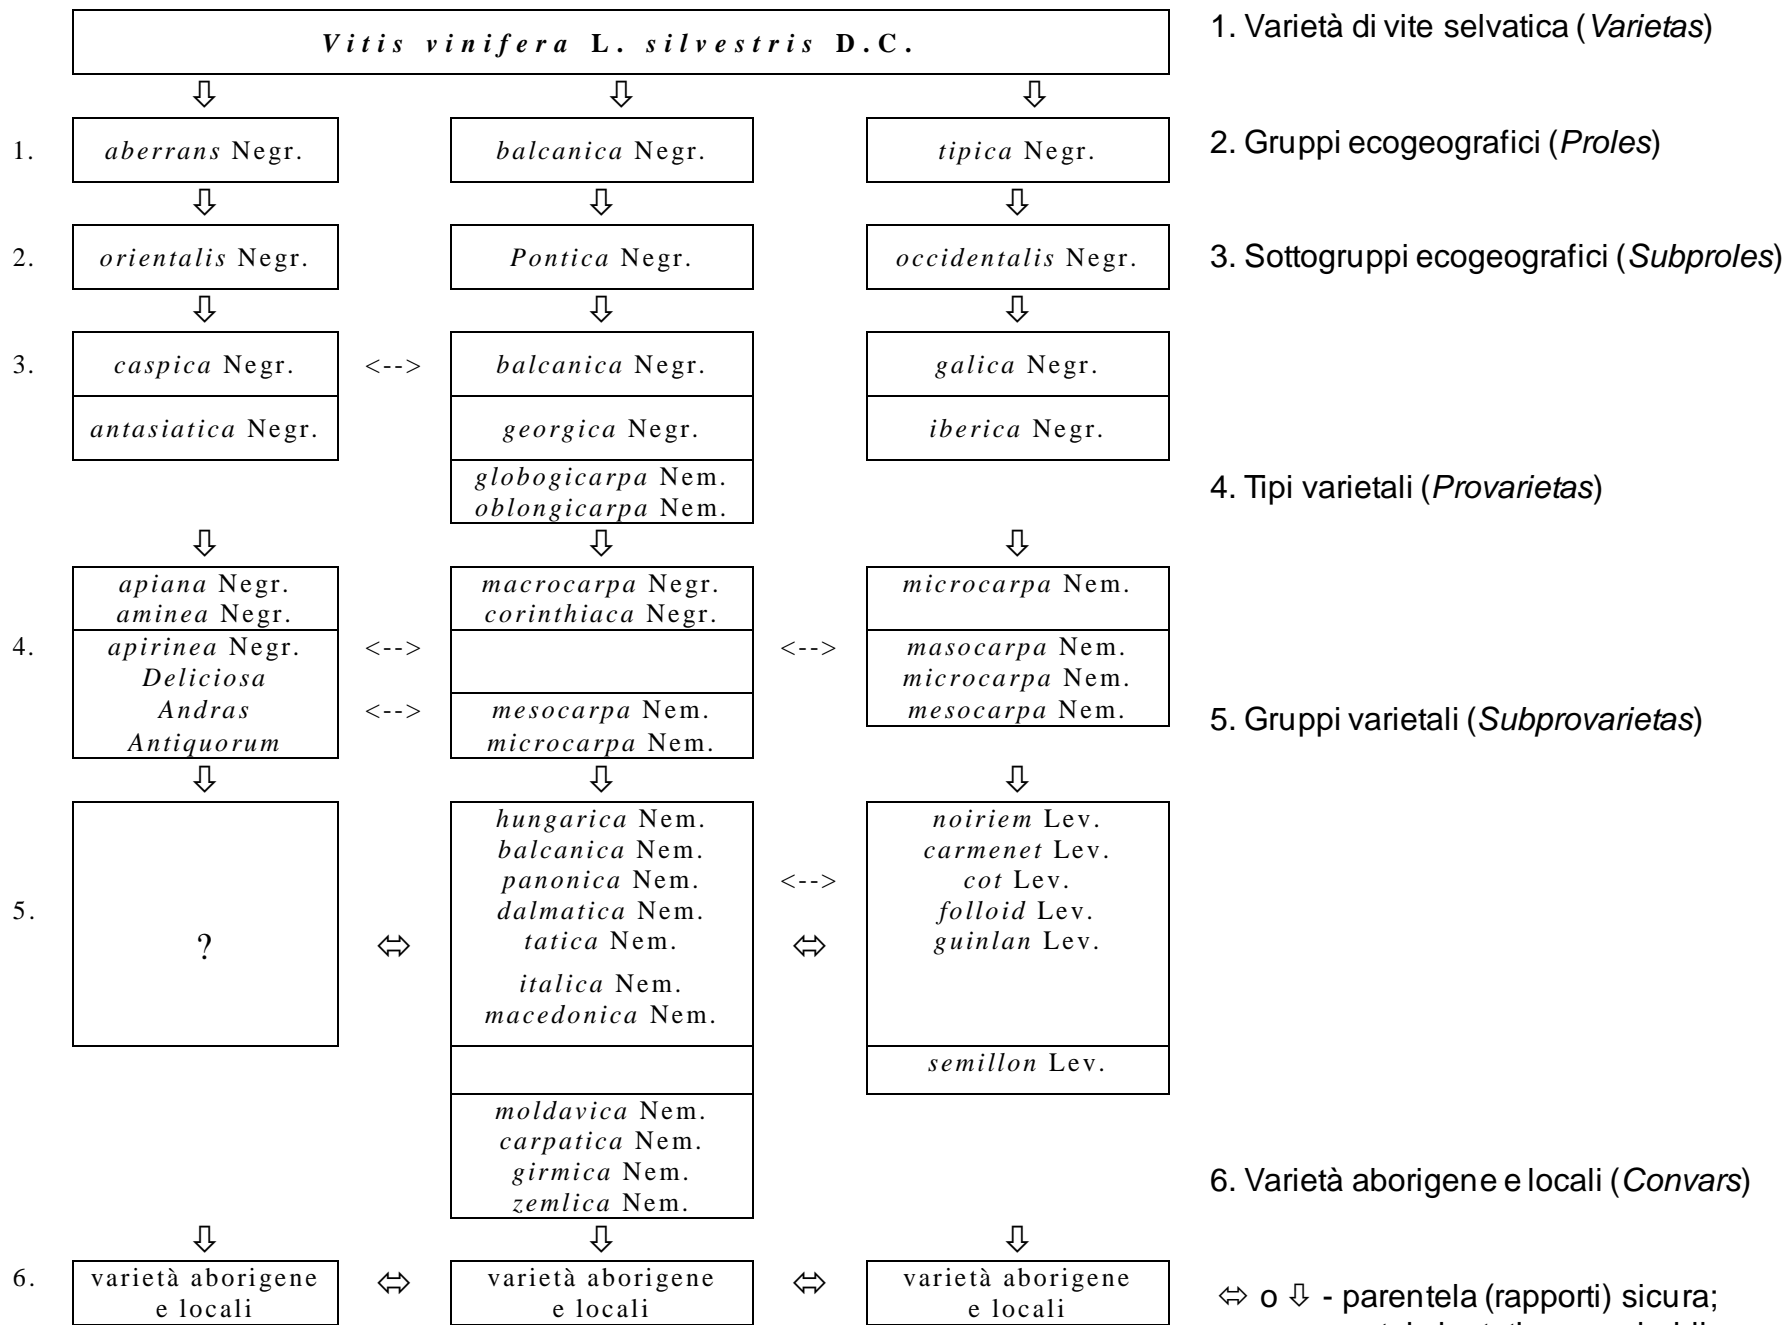 Vitis vinifera L. silvestris D.C.
1. aberrans Negr. balcanica Negr. tipica Negr.
2. orientalis Negr. Pontica Negr. occidentalis Negr.
3. caspica Negr. <--> balcanica Negr. galica Negr.
antasiatica Negr. georgica Negr. iberica Negr.
globogicarpa Nem.
oblongicarpa Nem.
apiana Negr. macrocarpa Negr. microcarpa Nem.
aminea Negr. corinthiaca Negr.
4. apirinea Negr. <--> <--> masocarpa Nem.
Deliciosa microcarpa Nem.
Andras <--> mesocarpa Nem. mesocarpa Nem.
Antiquorum microcarpa Nem.
hungarica Nem. noiriem Lev.
balcanica Nem. carmenet Lev.
panonica Nem. <--> cot Lev.
5. dalmatica Nem. folloid Lev.
? ⬄ tatica Nem. ⬄ guinlan Lev.
italica Nem.
macedonica Nem.
semillon Lev.
moldavica Nem.
carpatica Nem.
girmica Nem.
zemlica Nem.
6. varietà aborigene ⬄ varietà aborigene ⬄ varietà aborigene
e locali e locali e locali
1. Varietà di vite selvatica (Varietas)
2. Gruppi ecogeografici (Proles)
3. Sottogruppi ecogeografici (Subproles)
4. Tipi varietali (Provarietas)
5. Gruppi varietali (Subprovarietas)
6. Varietà aborigene e locali (Convars)
⬄ o ⇩ - parentela (rapporti) sicura;